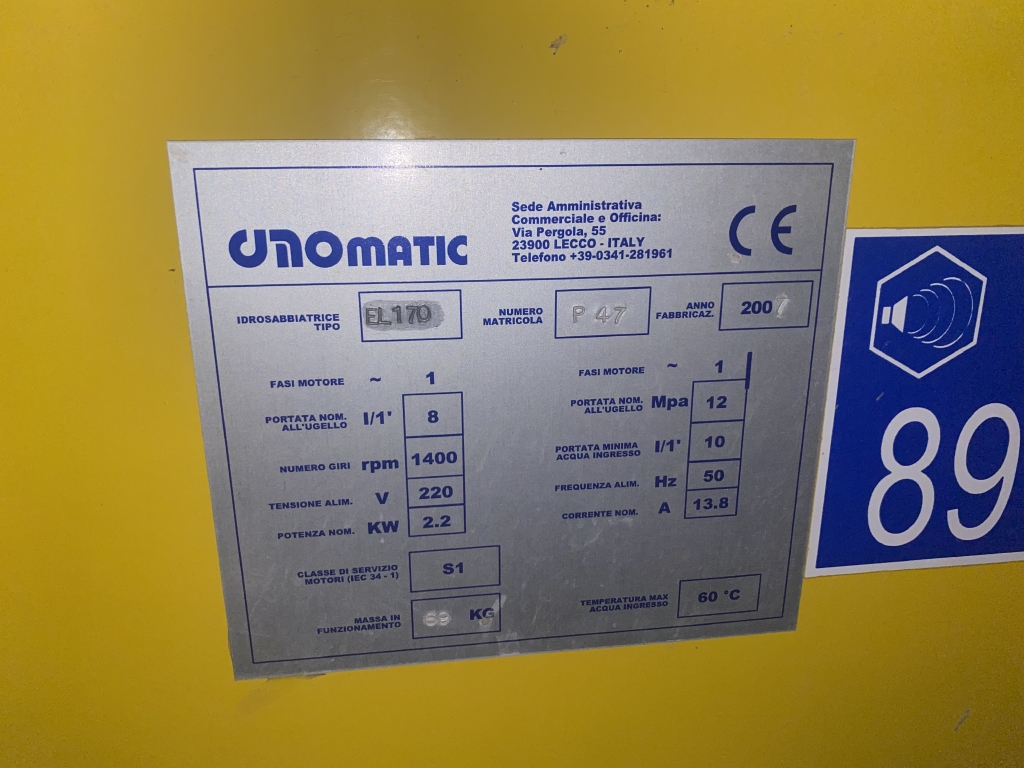 UNOMATIC
Sede Amministrativa
Commerciale e Officina:
Via Pergola, 55
23900 LECCO - ITALY
Telefono +39-0341-281961
CE
IDROSABBIATRICE
TIPO
EL170
NUMERO
MATRICOLA
P 47
ANNO
FABBRICAZ.
2007
FASI MOTORE ~ 1
PORTATA NOM.
ALL'UGELLO
l/1' 8
NUMERO GIRI rpm 1400
TENSIONE ALIM. V 220
POTENZA NOM. KW 2.2
CLASSE DI SERVIZIO
MOTORI (IEC 34 - 1)
S1
MASSA IN
FUNZIONAMENTO
69 KG
FASI MOTORE ~ 1
PORTATA NOM.
ALL'UGELLO
Mpa 12
PORTATA MINIMA
ACQUA INGRESSO
l/1' 10
FREQUENZA ALIM. Hz 50
CORRENTE NOM. A 13.8
TEMPERATURA MAX
ACQUA INGRESSO
60 °C
89